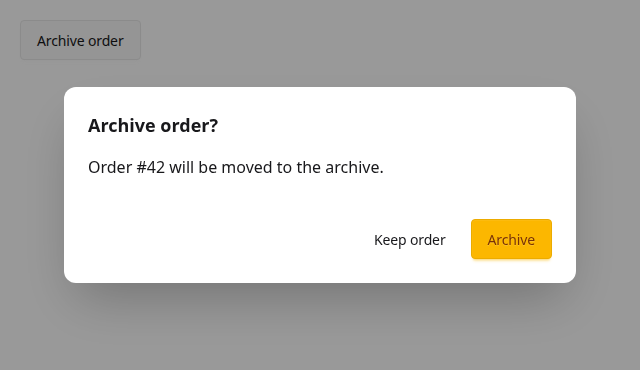 Archive order
Archive order?
Order #42 will be moved to the archive.
Keep order
Archive